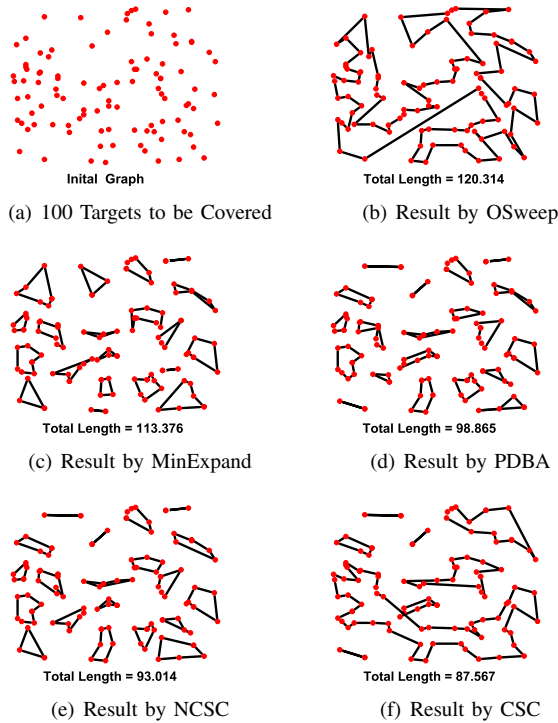 Inital Graph
Total Length = 120.314
(a) 100 Targets to be Covered
(b) Result by OSweep
Total Length = 113.376
Total Length = 98.865
(c) Result by MinExpand
(d) Result by PDBA
Total Length = 93.014
Total Length = 87.567
(e) Result by NCSC
(f) Result by CSC